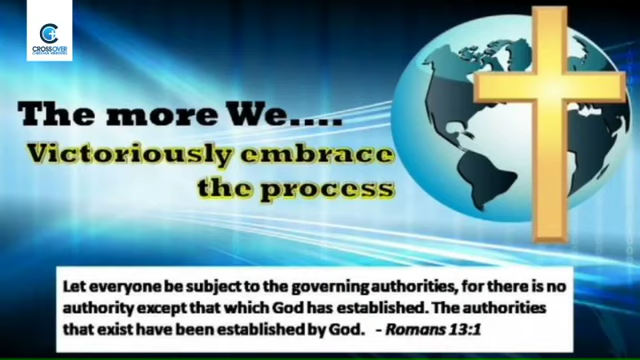 CROSSOVER
CHRISTIAN MINISTRIES
The more We....
Victoriously embrace
the process
Let everyone be subject to the governing authorities, for there is no
authority except that which God has established. The authorities
that exist have been established by God. - Romans 13:1